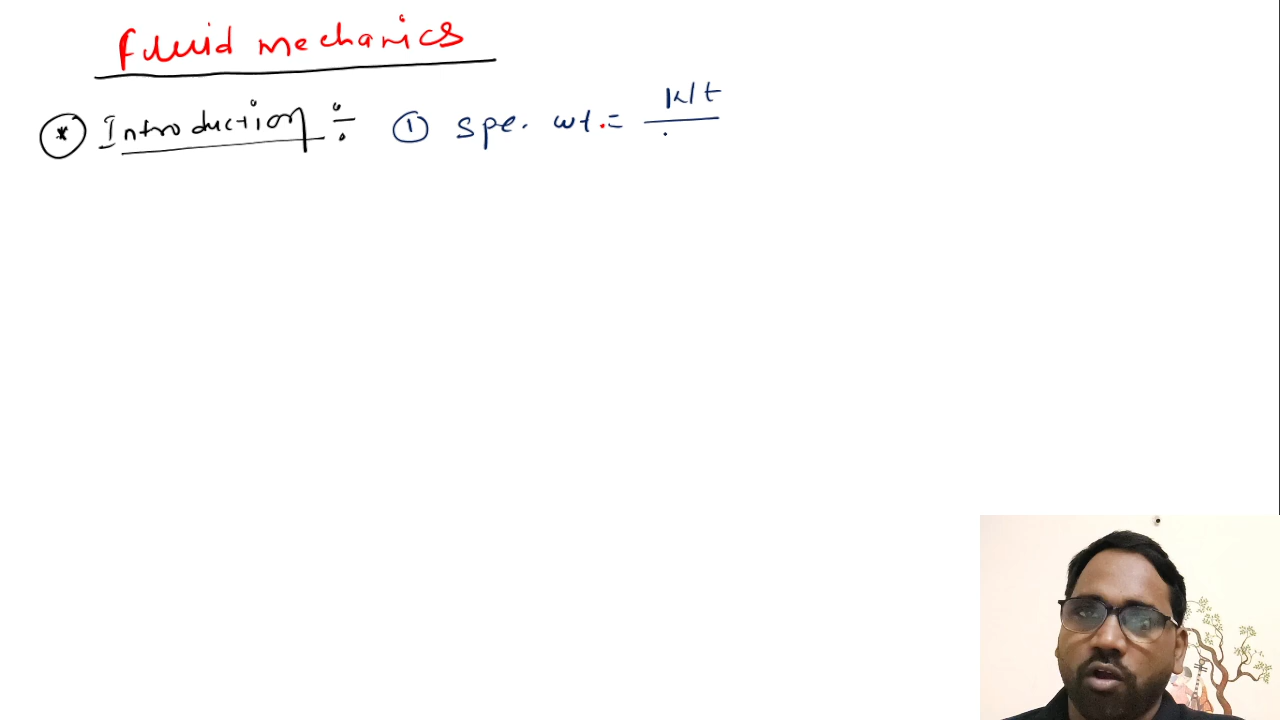 Fluid mechanics
* Introduction ÷ ① spe. wt. = wt